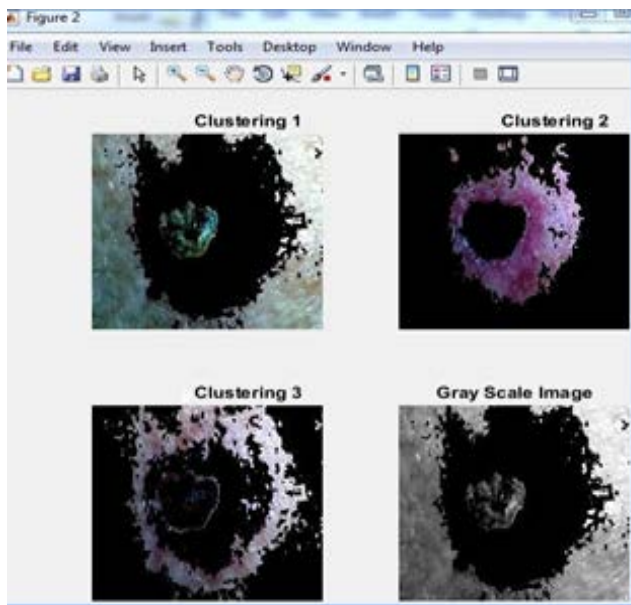 Figure 2
File Edit View Insert Tools Desktop Window Help
Clustering 1
Clustering 2
Clustering 3
Gray Scale Image